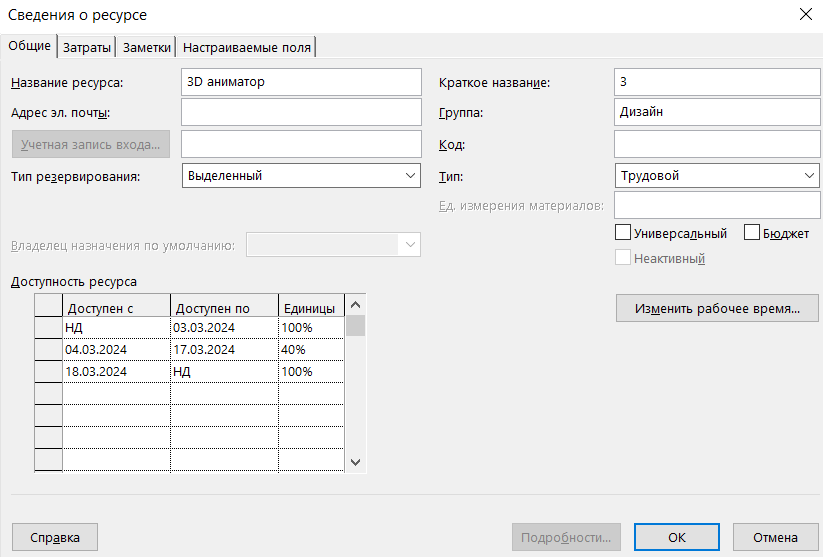 Сведения о ресурсе
Общие Затраты Заметки Настраиваемые поля
Название ресурса: 3D аниматор Краткое название: 3
Адрес эл. почты: Группа: Дизайн
Учетная запись входа... Код:
Тип резервирования: Выделенный Тип: Трудовой
Ед. измерения материалов:
Универсальный Бюджет
Владелец назначения по умолчанию:
Неактивный
Доступность ресурса
Доступен с Доступен по Единицы Изменить рабочее время...
НД 03.03.2024 100%
04.03.2024 17.03.2024 40%
18.03.2024 НД 100%
Справка Подробности... ОК Отмена